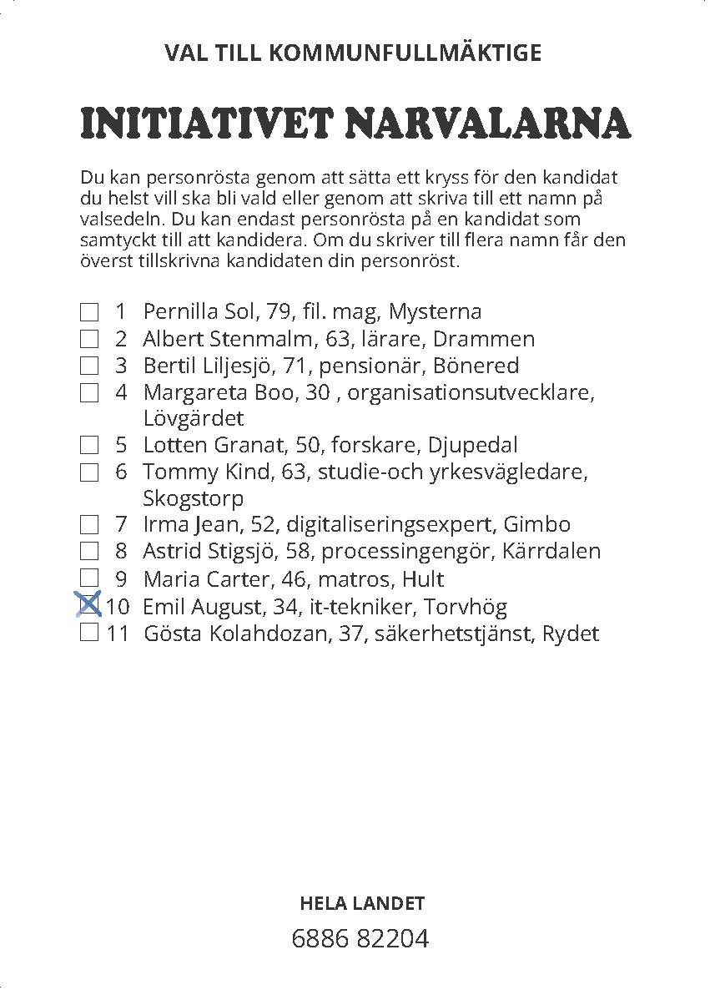 VAL TILL KOMMUNFULLMÄKTIGE
INITIATIVET NARVALARNA
Du kan personrösta genom att sätta ett kryss för den kandidat
du helst vill ska bli vald eller genom att skriva till ett namn på
valsedeln. Du kan endast personrösta på en kandidat som
samtyckt till att kandidera. Om du skriver till flera namn får den
överst tillskrivna kandidaten din personröst.
1 Pernilla Sol, 79, fil. mag, Mysterna
2 Albert Stenmalm, 63, lärare, Drammen
3 Bertil Liljesjö, 71, pensionär, Bönered
4 Margareta Boo, 30 , organisationsutvecklare,
Lövgärdet
5 Lotten Granat, 50, forskare, Djupedal
6 Tommy Kind, 63, studie-och yrkesvägledare,
Skogstorp
7 Irma Jean, 52, digitaliseringsexpert, Gimbo
8 Astrid Stigsjö, 58, processingengör, Kärrdalen
9 Maria Carter, 46, matros, Hult
10 Emil August, 34, it-tekniker, Torvhög
11 Gösta Kolahdozan, 37, säkerhetstjänst, Rydet
HELA LANDET
6886 82204